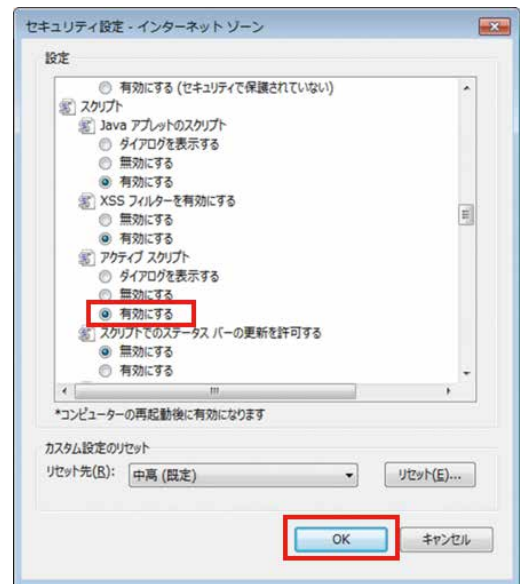 セキュリティ設定 - インターネット ゾーン
設定
有効にする (セキュリティで保護されていない)
スクリプト
Java アプレットのスクリプト
ダイアログを表示する
無効にする
有効にする
XSS フィルターを有効にする
無効にする
有効にする
アクティブ スクリプト
ダイアログを表示する
無効にする
有効にする
スクリプトでのステータス バーの更新を許可する
無効にする
有効にする
*コンピューターの再起動後に有効になります
カスタム設定のリセット
リセット先(R): 中高 (既定) リセット(E)...
OK キャンセル